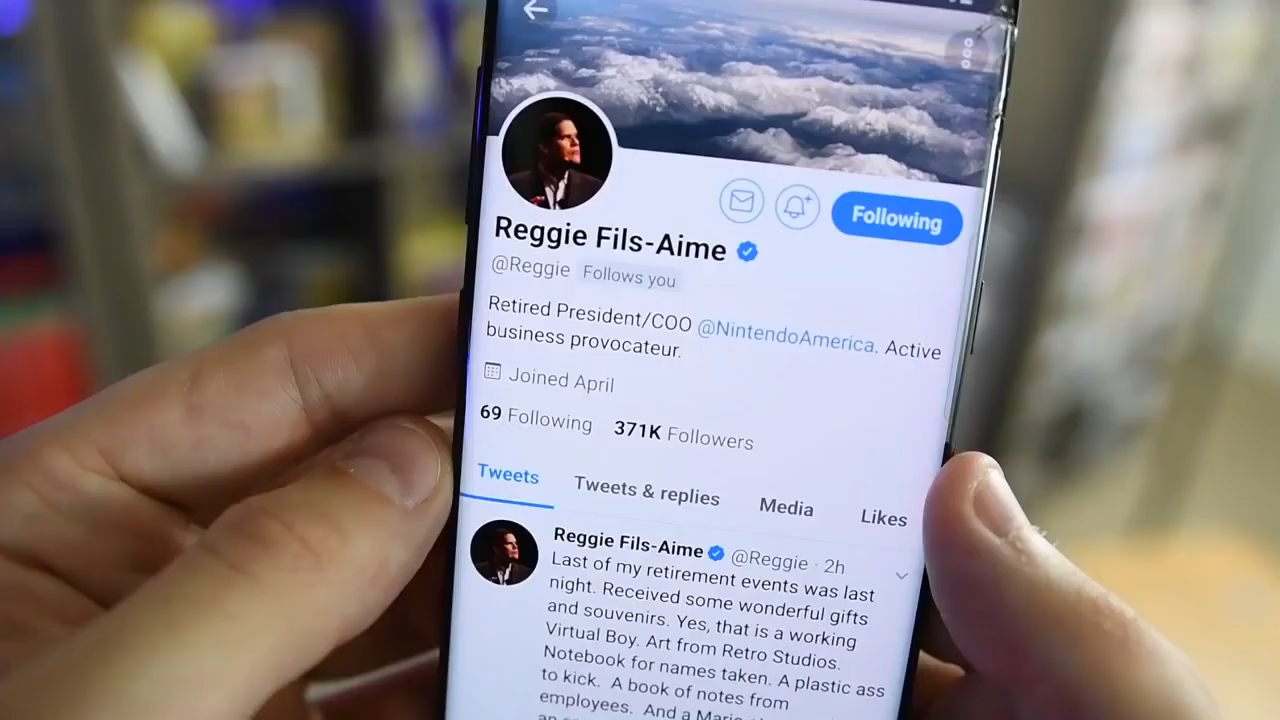 Following
Reggie Fils-Aime
@Reggie Follows you
Retired President/COO @NintendoAmerica. Active
business provocateur.
Joined April
69 Following 371K Followers
Tweets Tweets & replies Media Likes
Reggie Fils-Aime @Reggie · 2h
Last of my retirement events was last
night. Received some wonderful gifts
and souvenirs. Yes, that is a working
Virtual Boy. Art from Retro Studios.
Notebook for names taken. A plastic ass
to kick. A book of notes from
employees. And a